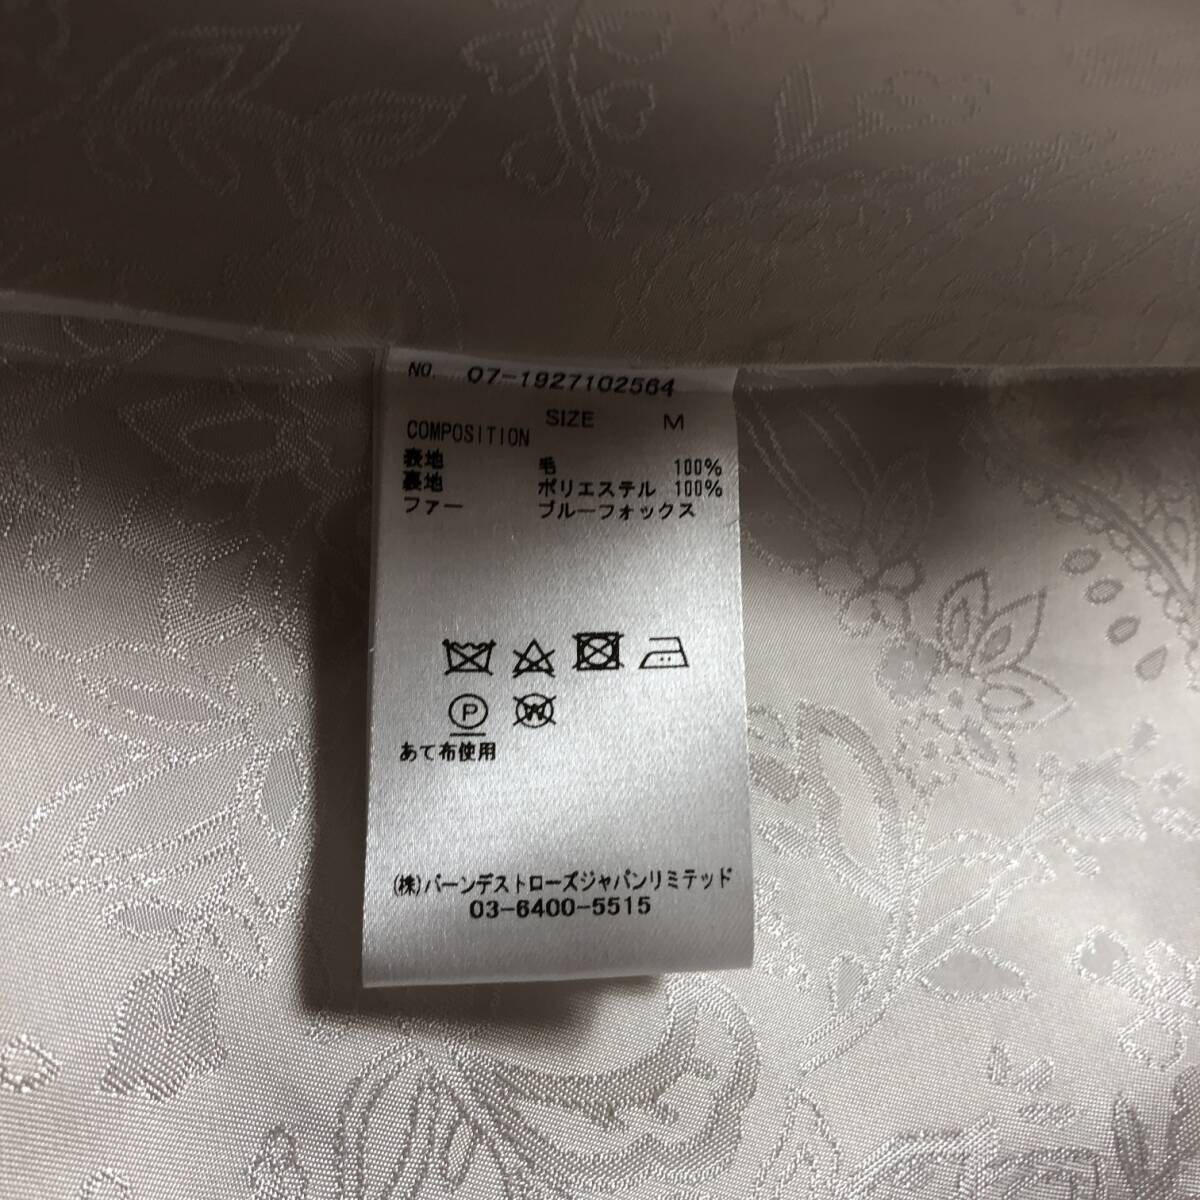 NO. 07-1927102564
SIZE M
COMPOSITION
表地 毛 100%
裏地 ポリエステル 100%
ファー ブルーフォックス
P W
あて布使用
(株)バーンデストローズジャパンリミテッド
03-6400-5515